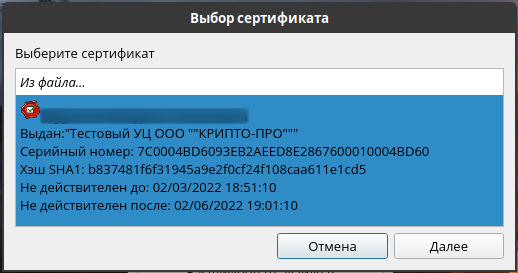 Выбор сертификата
Выберите сертификат
Из файла...
Выдан:"Тестовый УЦ ООО ""КРИПТО-ПРО"""
Серийный номер: 7C0004BD6093EB2AEED8E2867600010004BD60
Хэш SHA1: b837481f6f31945a9e2f0cf24f108caa611e1cd5
Не действителен до: 02/03/2022 18:51:10
Не действителен после: 02/06/2022 19:01:10
Отмена
Далее